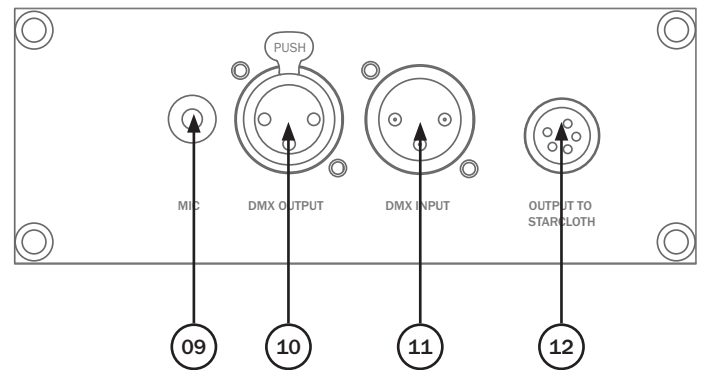 PUSH
MIC
DMX OUTPUT
DMX INPUT
OUTPUT TO
STARCLOTH
09
10
11
12